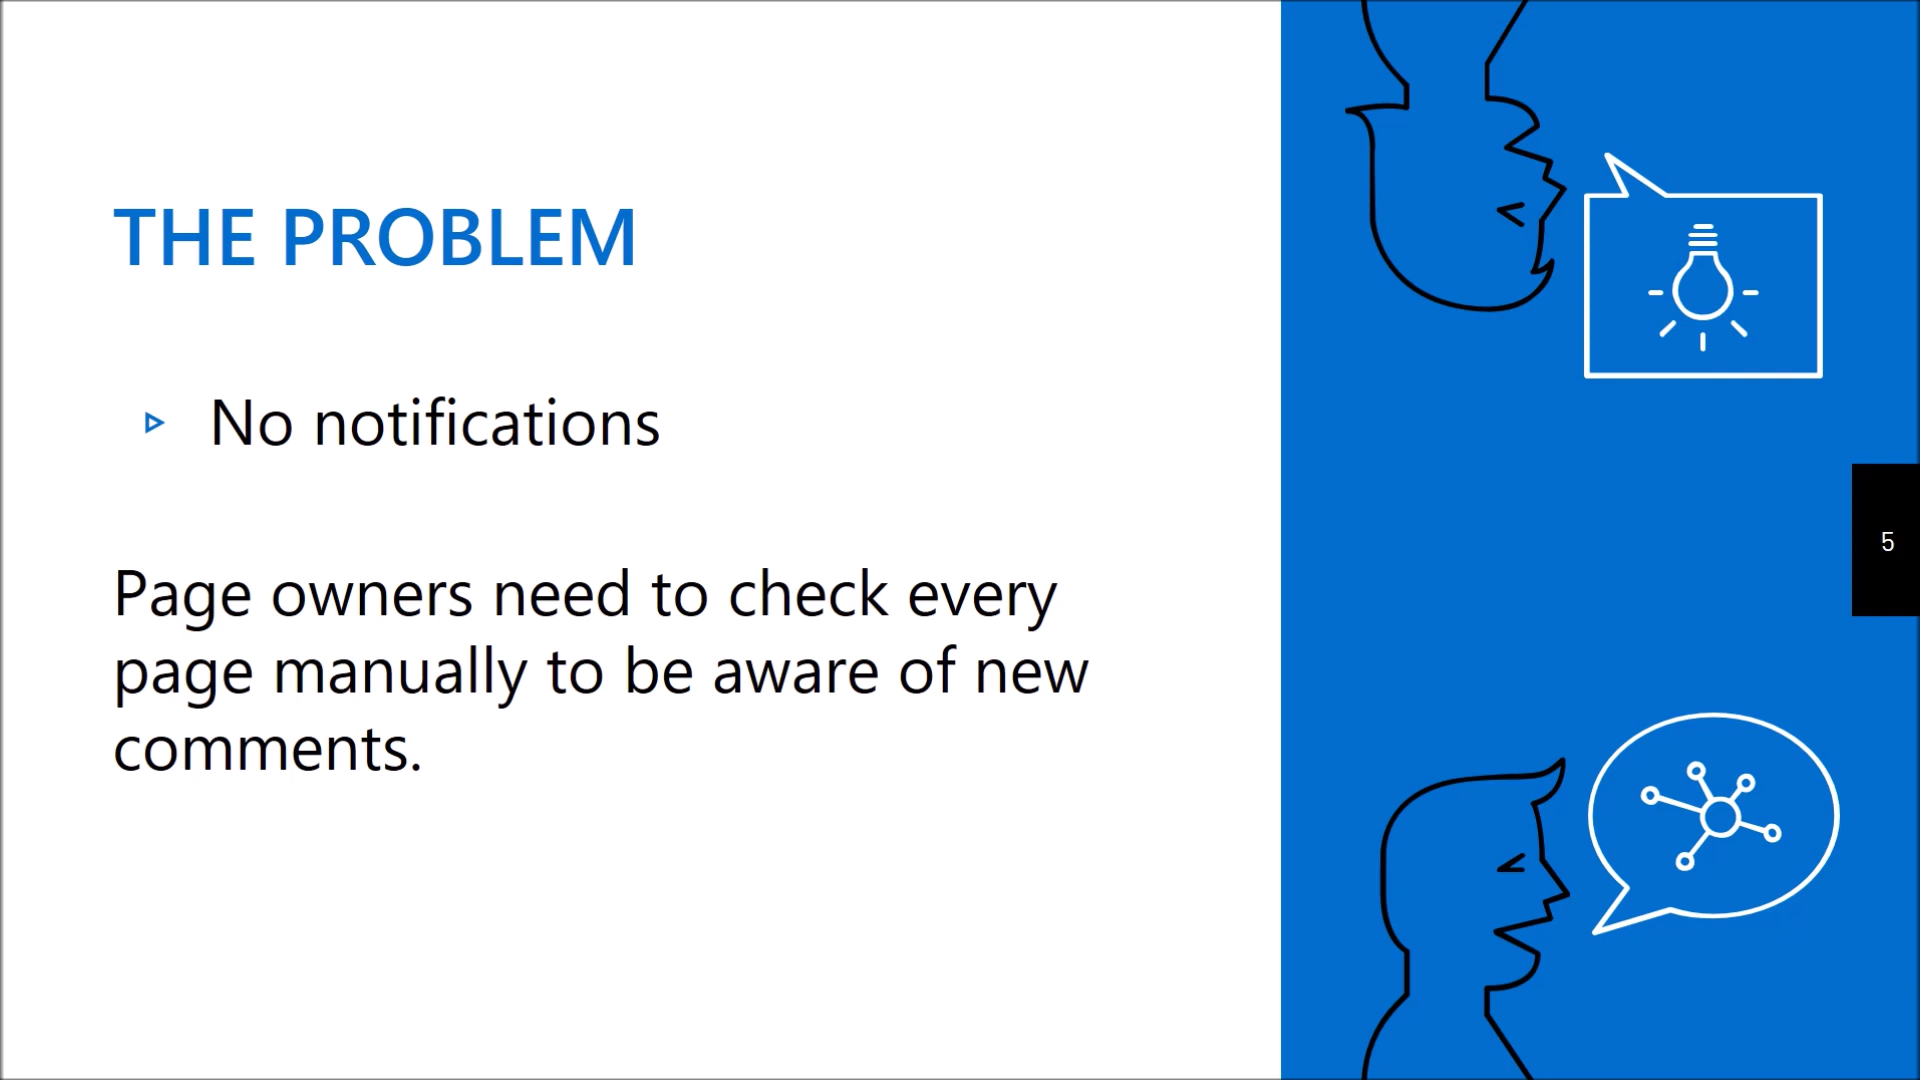 THE PROBLEM
No notifications
Page owners need to check every
page manually to be aware of new
comments.
5